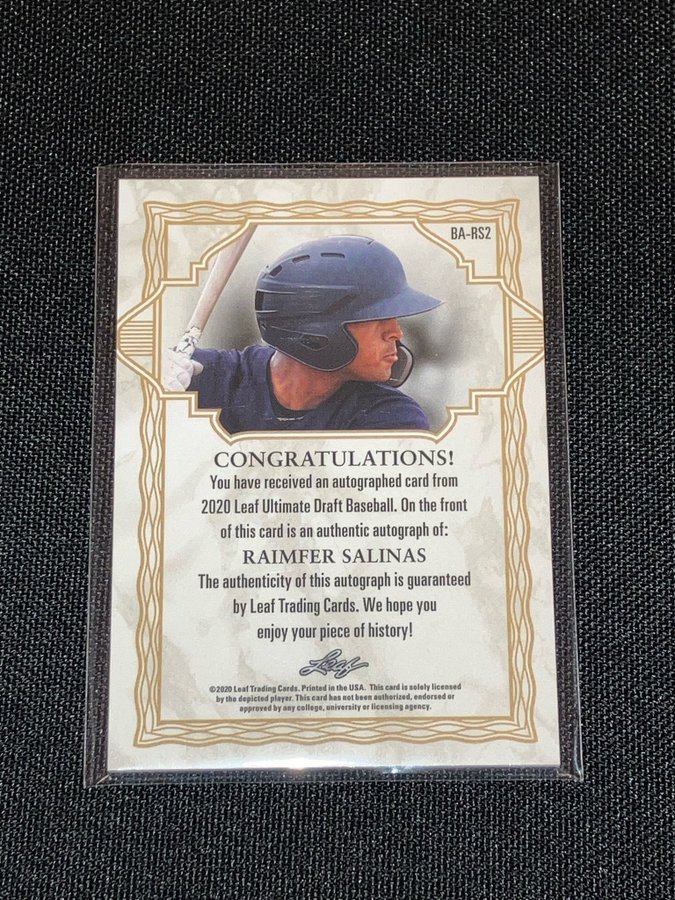 BA-RS2
CONGRATULATIONS!
You have received an autographed card from
2020 Leaf Ultimate Draft Baseball. On the front
of this card is an authentic autograph of:
RAIMFER SALINAS
The authenticity of this autograph is guaranteed
by Leaf Trading Cards. We hope you
enjoy your piece of history!
Leaf
©2020 Leaf Trading Cards. Printed in the USA. This card is solely licensed
by the depicted player. This card has not been authorized, endorsed or
approved by any college, university or licensing agency.